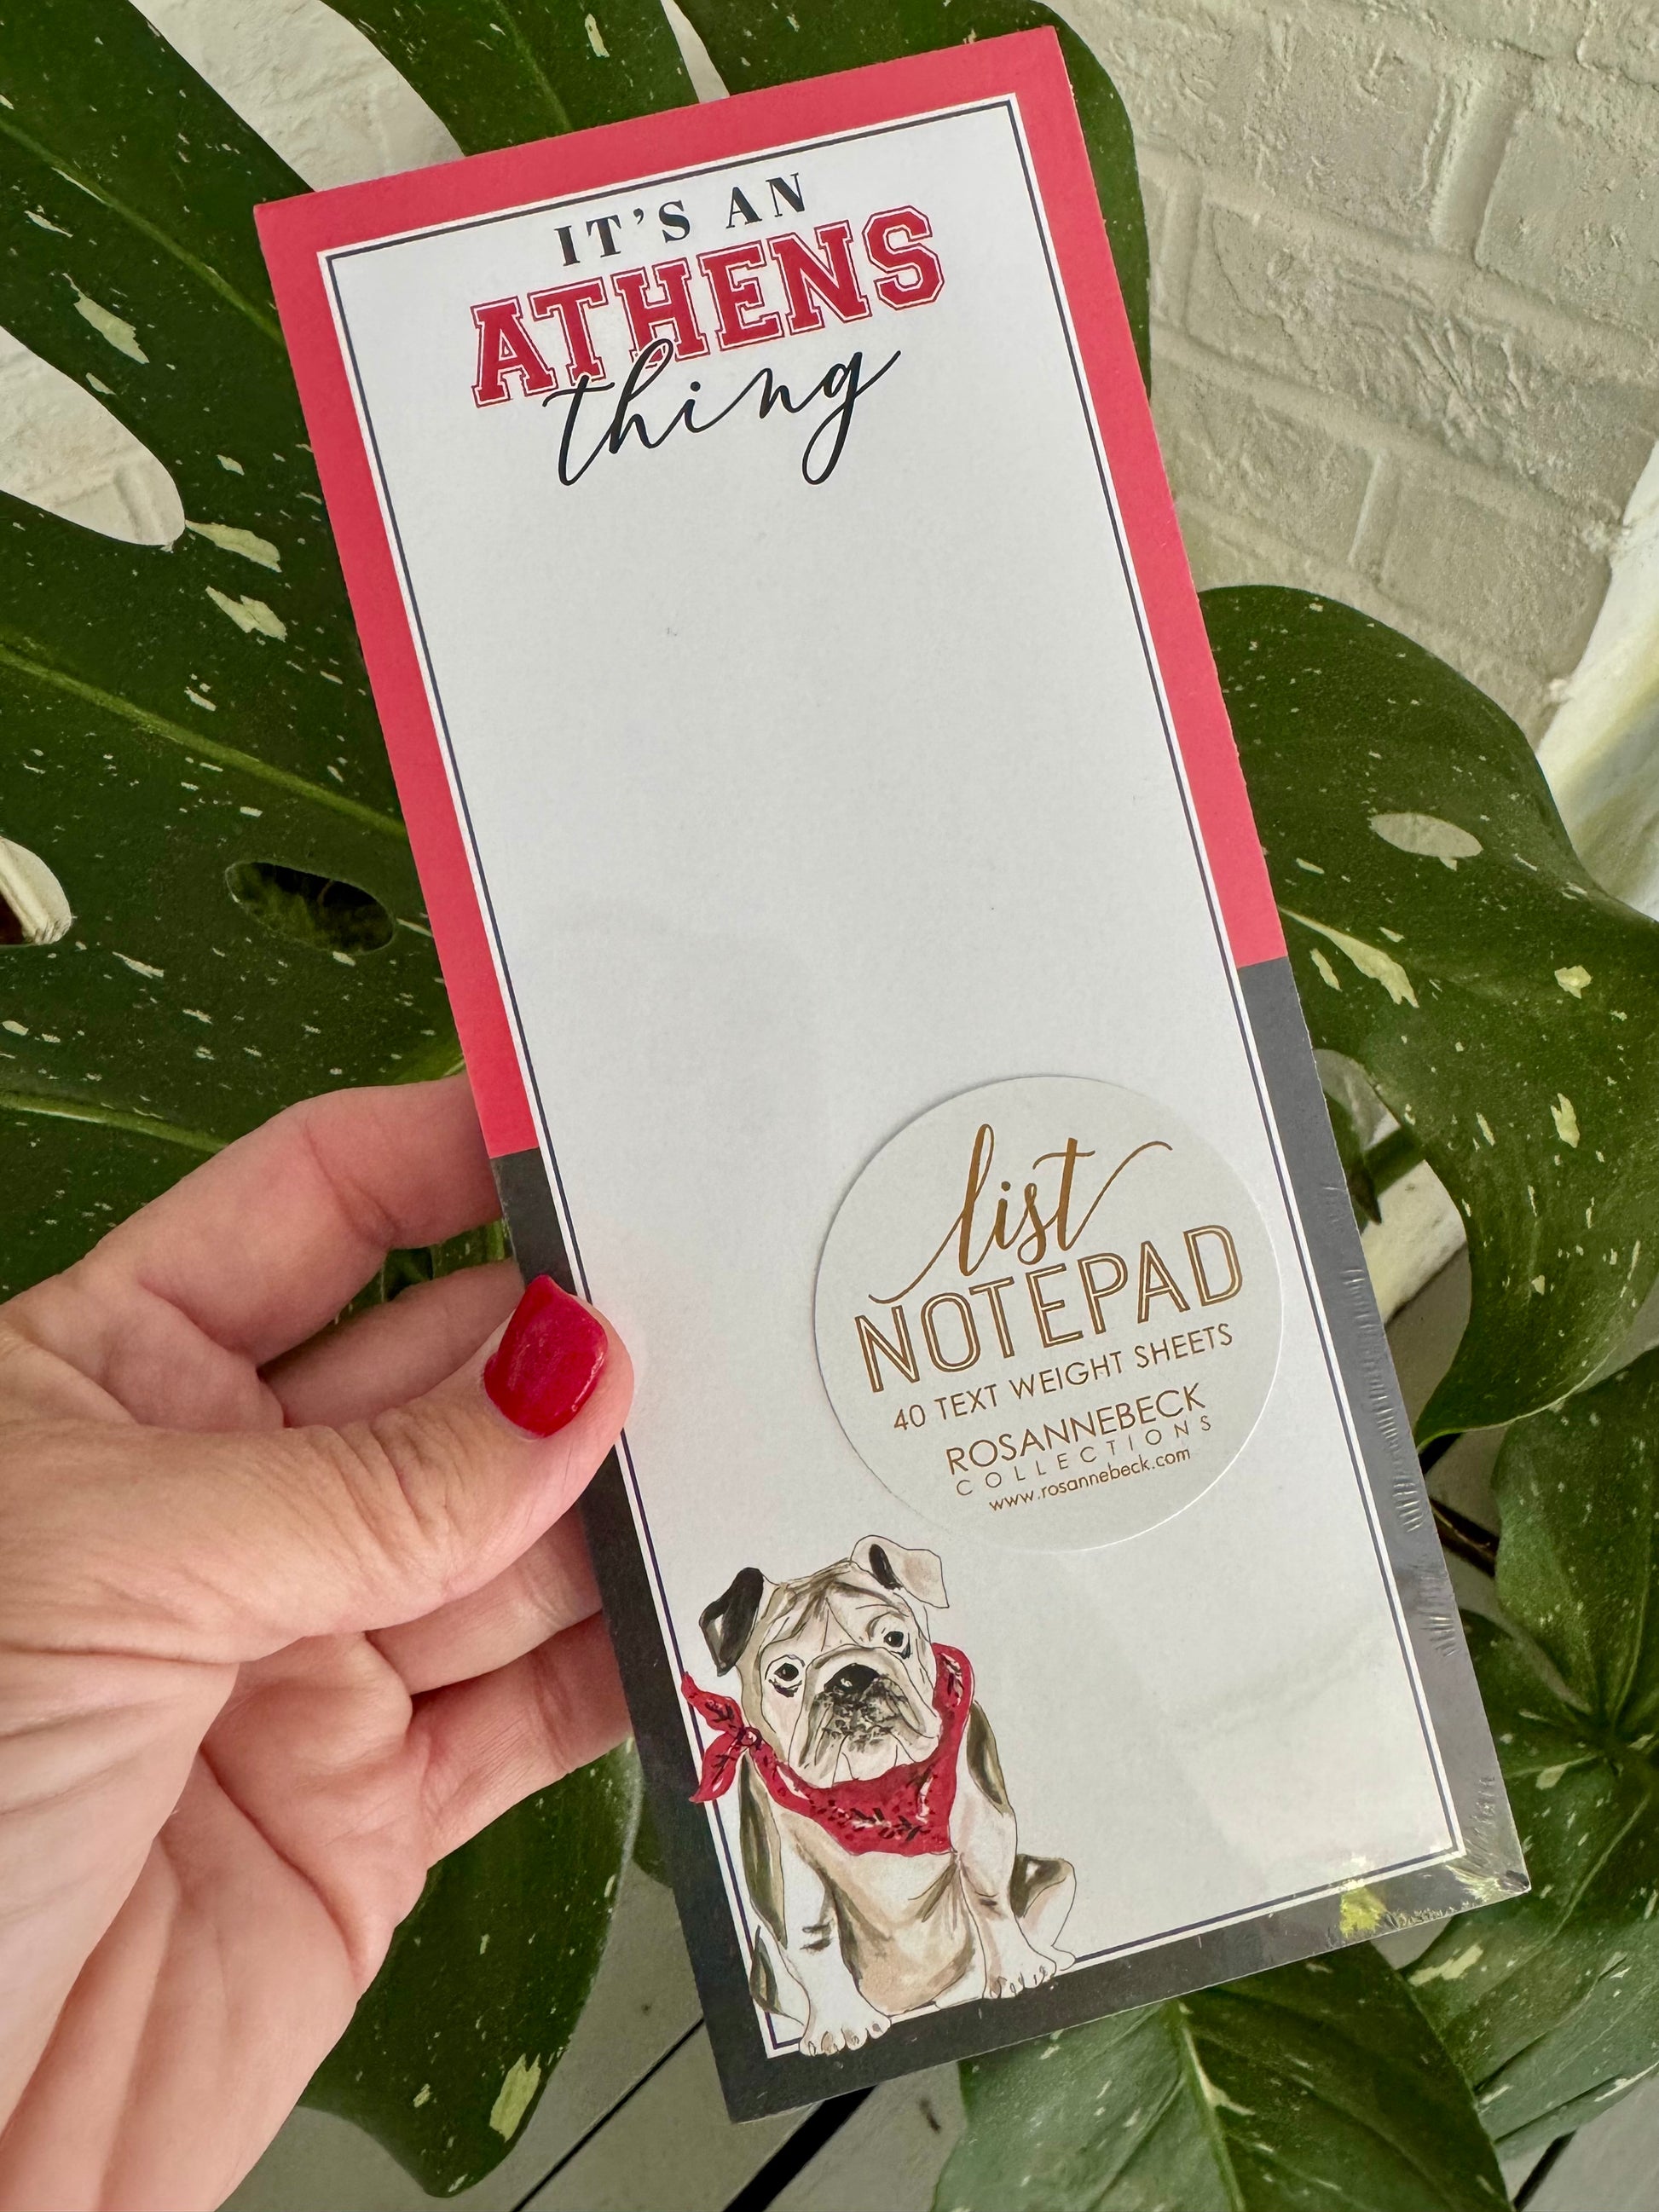 IT'S AN
ATHENS
thing
list
NOTEPAD
40 TEXT WEIGHT SHEETS
ROSANNEBECK
COLLECTIONS
www.rosannebeck.com